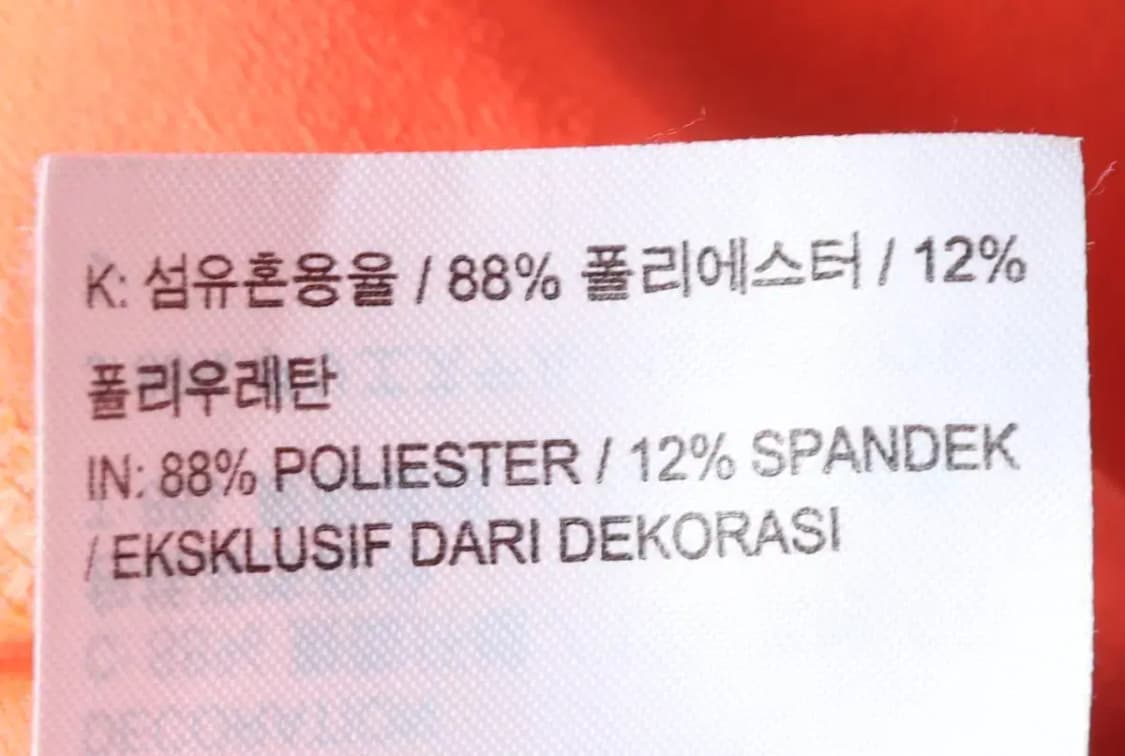 K: 섬유혼용율 / 88% 폴리에스터 / 12%
폴리우레탄
IN: 88% POLIESTER / 12% SPANDEK
/ EKSKLUSIF DARI DEKORASI